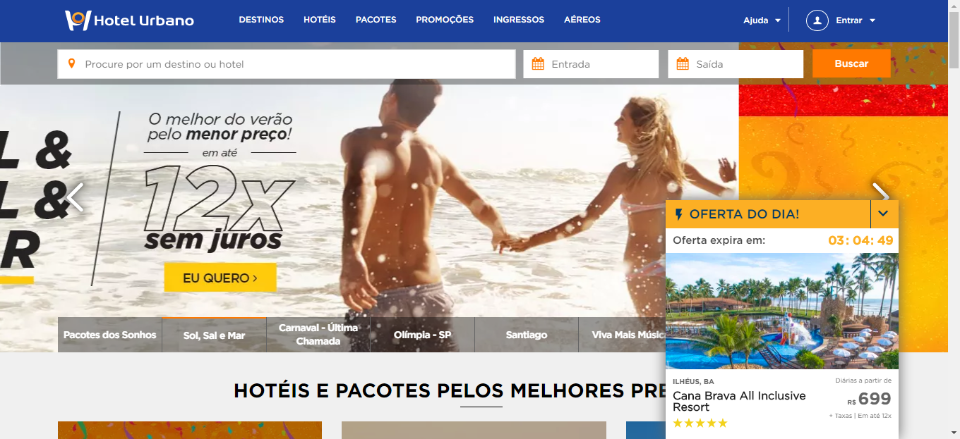 Hotel Urbano
DESTINOS HOTÉIS PACOTES PROMOÇÕES INGRESSOS AÉREOS
Ajuda
Entrar
Procure por um destino ou hotel
Entrada
Saída
Buscar
L &
L &
R
O melhor do verão
pelo menor preço!
em até
12x
sem juros
EU QUERO >
Pacotes dos Sonhos
Sol, Sal e Mar
Carnaval - Última
Chamada
Olímpia - SP
Santiago
Viva Mais Músic
OFERTA DO DIA!
Oferta expira em: 03: 04: 49
ILHÉUS, BA
Cana Brava All Inclusive
Resort
Diárias a partir de
R$ 699
+ Taxas | Em até 12x
HOTÉIS E PACOTES PELOS MELHORES PRE